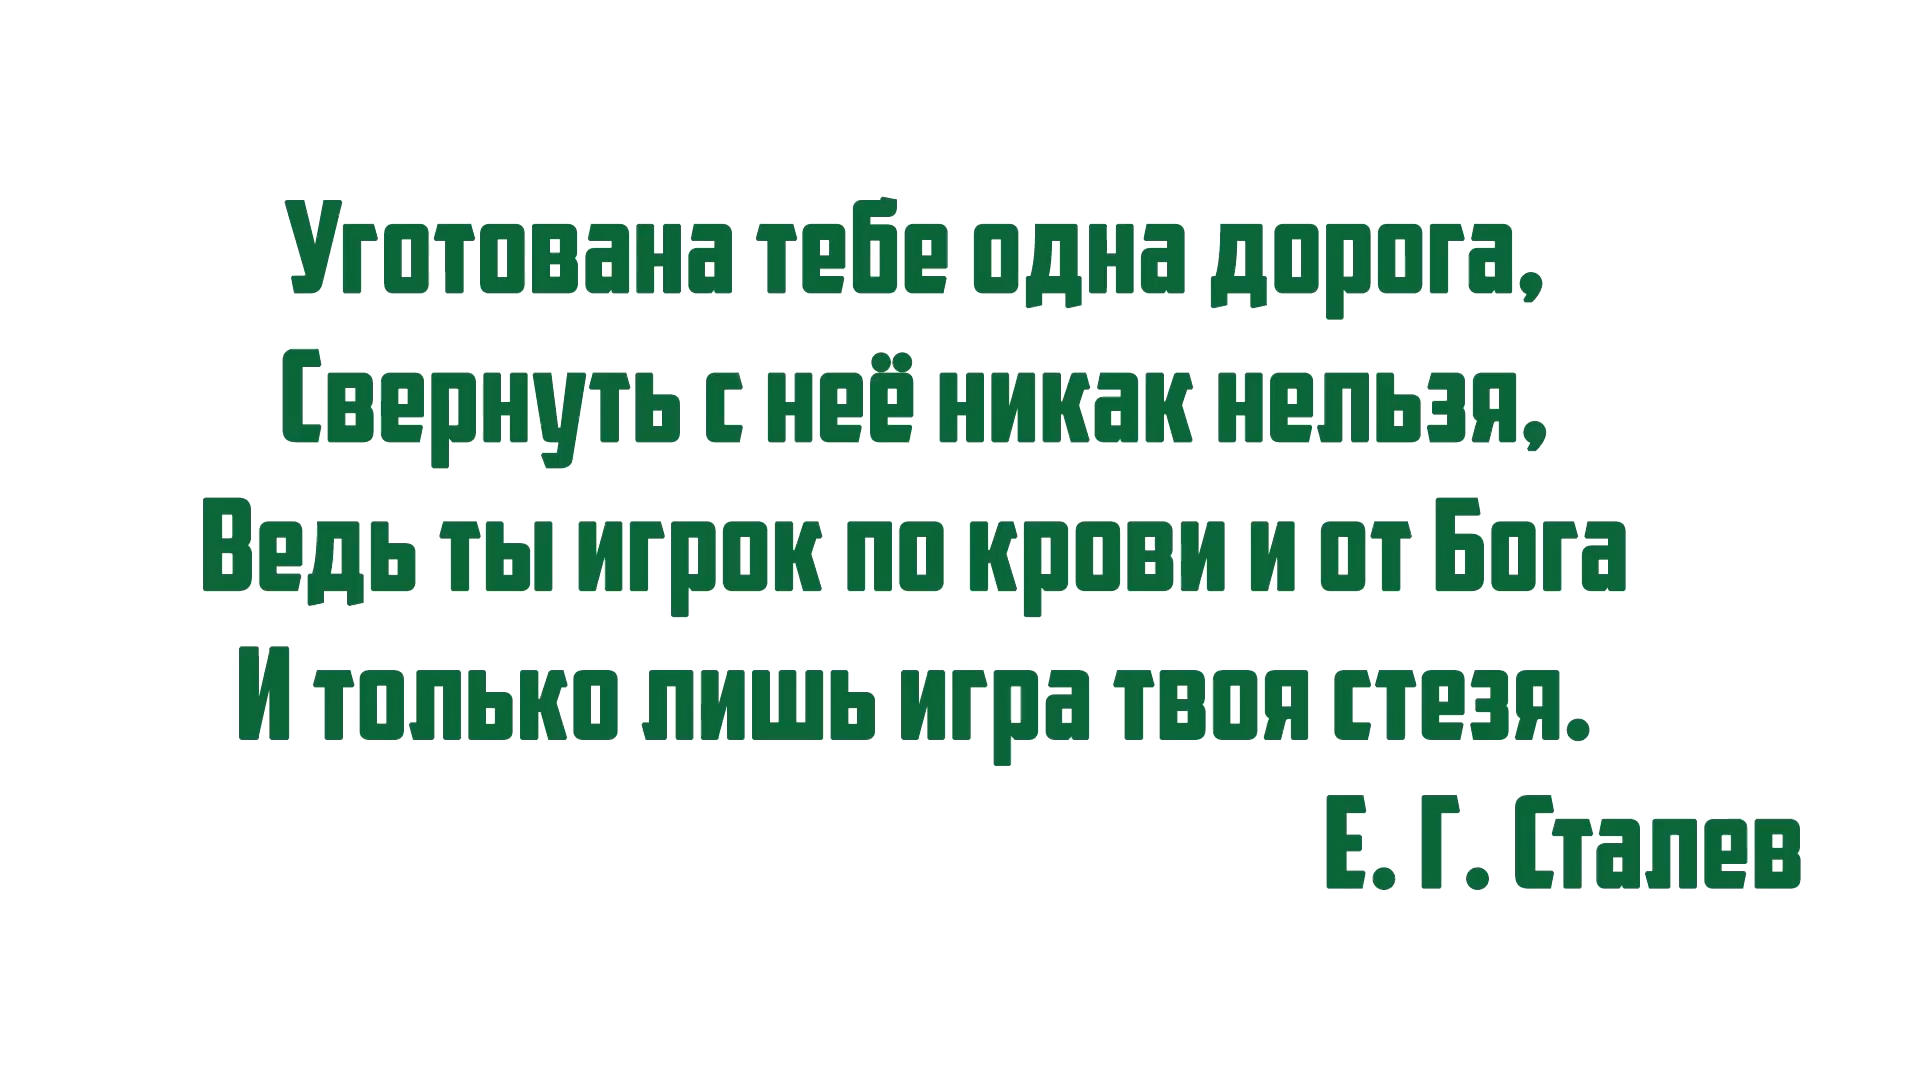 Уготована тебе одна дорога,
Свернуть с неё никак нельзя,
Ведь ты игрок по крови и от Бога
И только лишь игра твоя стезя.
Е. Г. Сталев